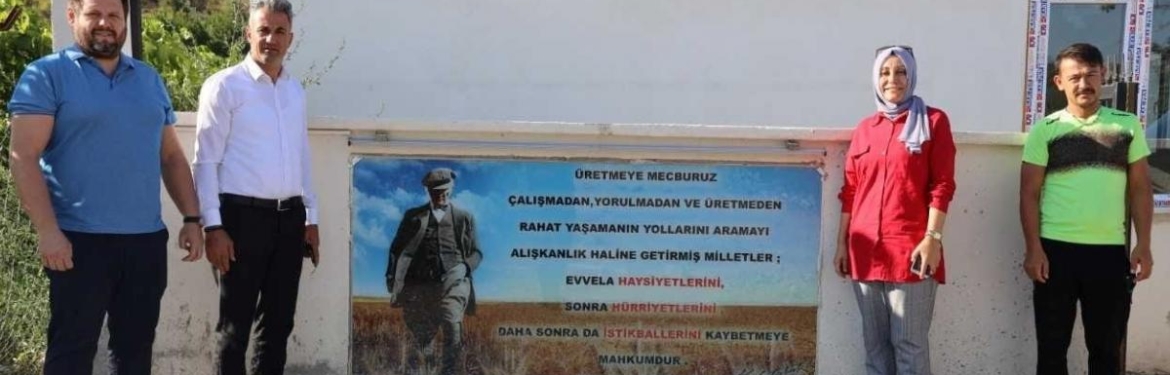 ÜRETMEYE MECBURUZ
ÇALIŞMADAN,YORULMADAN VE ÜRETMEDEN
RAHAT YAŞAMANIN YOLLARINI ARAMAYI
ALIŞKANLIK HALİNE GETİRMİŞ MİLLETLER ;
EVVELA HAYSİYETLERİNİ,
SONRA HÜRRİYETLERİNİ
DAHA SONRA DA İSTİKBALLERİNİ KAYBETMEYE
MAHKUMDUR .